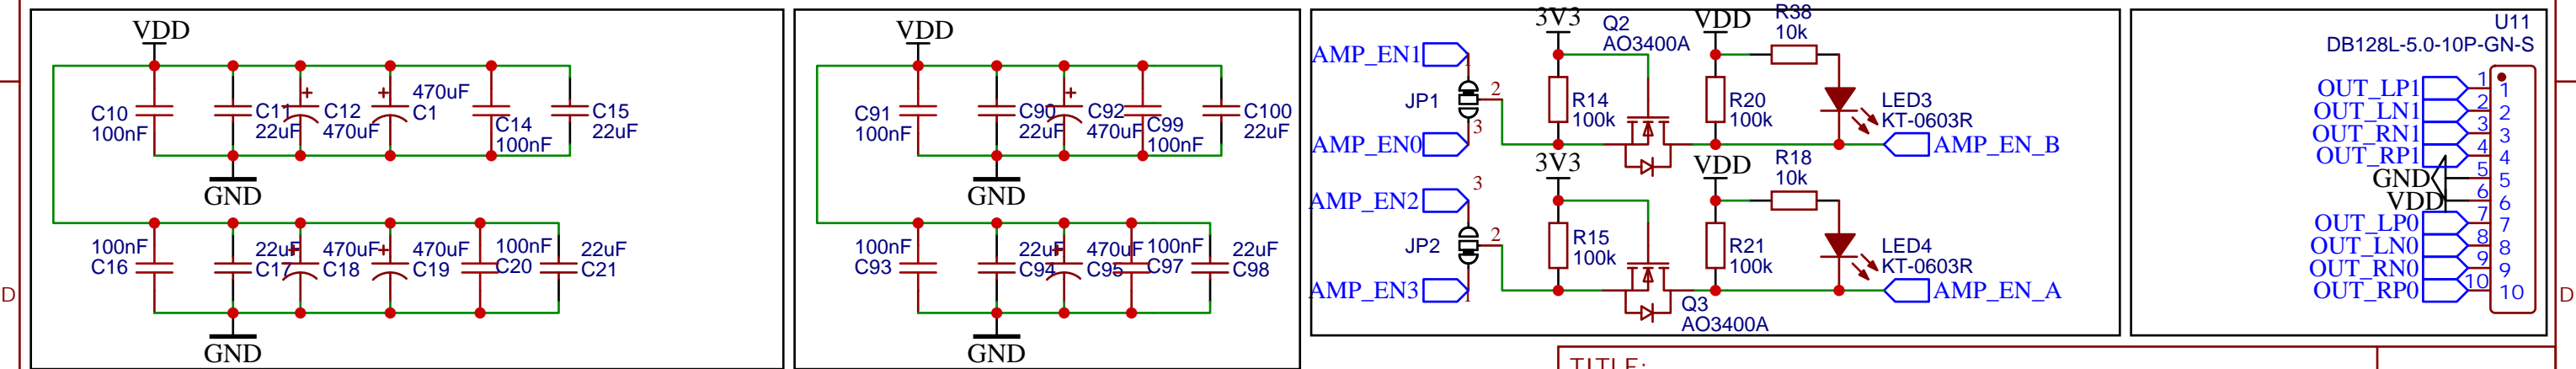 VDD
C10
100nF
C11
22uF
C12
470uF
470uF
C1
C14
100nF
C15
22uF
GND
100nF
C16
22uF
C17
470uF
C18
470uF
C19
100nF
C20
22uF
C21
GND
VDD
C91
100nF
C90
22uF
C92
470uF
C99
100nF
C100
22uF
GND
100nF
C93
22uF
C94
470uF
C95
100nF
C97
22uF
C98
GND
AMP_EN1
1
JP1
2
AMP_EN0
3
3V3
R14
100k
Q2
AO3400A
VDD
R20
100k
R38
10k
LED3
KT-0603R
AMP_EN_B
AMP_EN2
3
JP2
2
AMP_EN3
1
3V3
R15
100k
Q3
AO3400A
VDD
R21
100k
R18
10k
LED4
KT-0603R
AMP_EN_A
U11
DB128L-5.0-10P-GN-S
OUT_LP1 1 1
OUT_LN1 2 2
OUT_RN1 3 3
OUT_RP1 4 4
GND 5 5
VDD 6 6
OUT_LP0 7 7
OUT_LN0 8 8
OUT_RN0 9 9
OUT_RP0 10 10
D
D
TITLE: